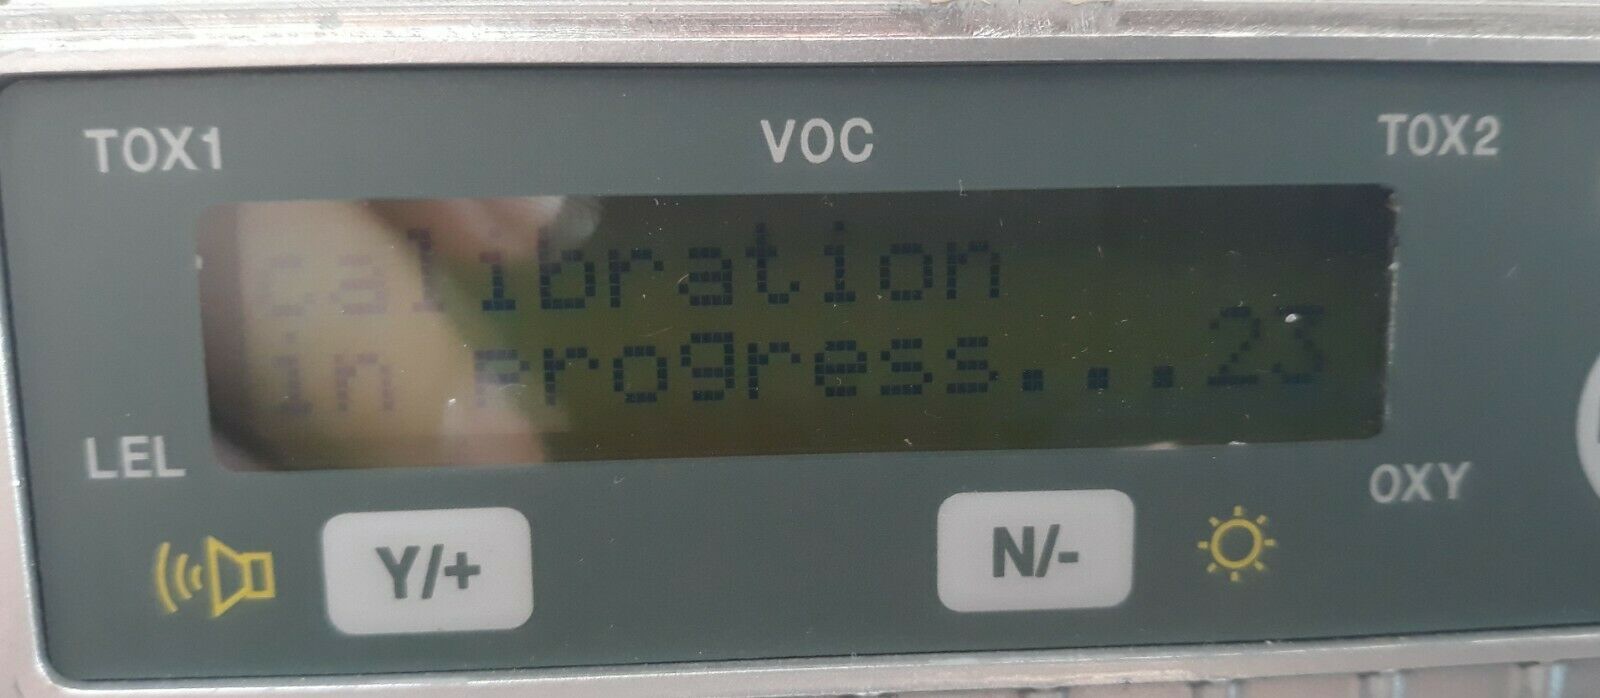 TOX1 VOC TOX2
calibration
in progress...23
LEL OXY
Y/+ N/-